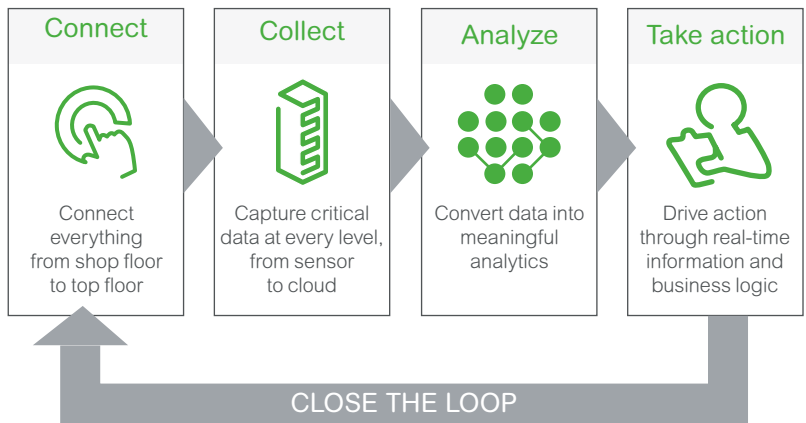 Connect
Connect
everything
from shop floor
to top floor
Collect
Capture critical
data at every level,
from sensor
to cloud
Analyze
Convert data into
meaningful
analytics
Take action
Drive action
through real-time
information and
business logic
CLOSE THE LOOP